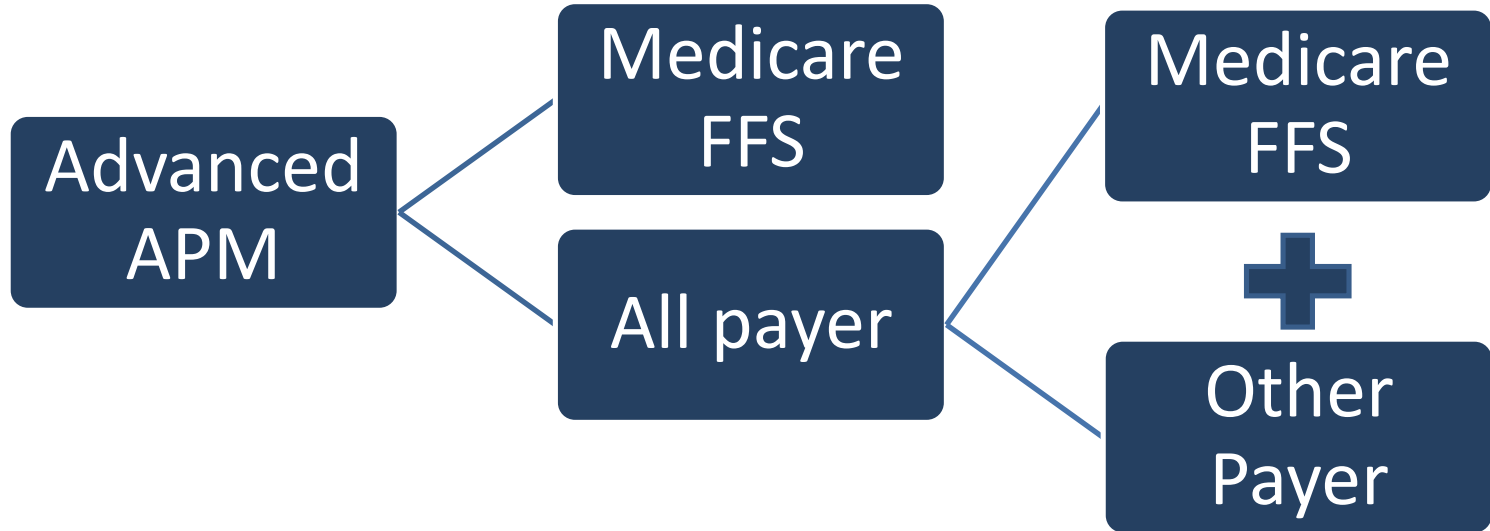 Advanced
APM
Medicare
FFS
All payer
Medicare
FFS
Other
Payer